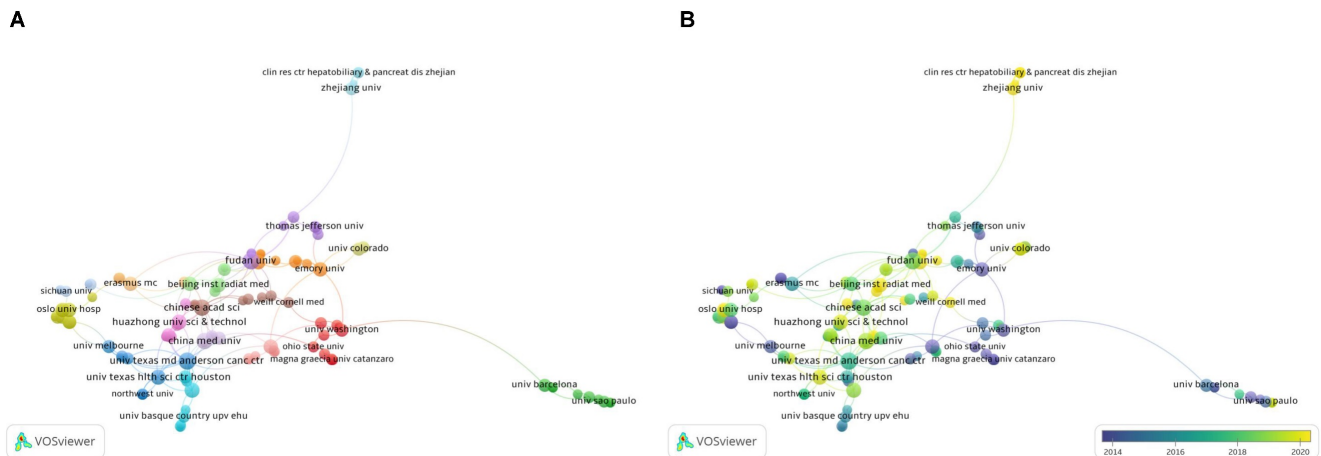 A
B
clin res ctr hepatobiliary & pancreat dis zhejian
zhejiang univ
thomas jefferson univ
univ colorado
fudan univ
emory univ
erasmus mc
beijing inst radiat med
sichuan univ
chinese acad sci
weill cornell med
oslo univ hosp
huazhong univ sci & technol
univ washington
china med univ
univ melbourne
ohio state univ
univ texas md anderson canc ctr
magna graecia univ catanzaro
univ texas hlth sci ctr houston
univ barcelona
northwest univ
univ sao paulo
univ basque country upv ehu
VOSviewer
clin res ctr hepatobiliary & pancreat dis zhejian
zhejiang univ
thomas jefferson univ
univ colorado
fudan univ
emory univ
erasmus mc
beijing inst radiat med
sichuan univ
chinese acad sci
weill cornell med
oslo univ hosp
huazhong univ sci & technol
univ washington
china med univ
univ melbourne
ohio state univ
univ texas md anderson canc ctr
magna graecia univ catanzaro
univ texas hlth sci ctr houston
univ barcelona
northwest univ
univ sao paulo
univ basque country upv ehu
VOSviewer
2014 2016 2018 2020